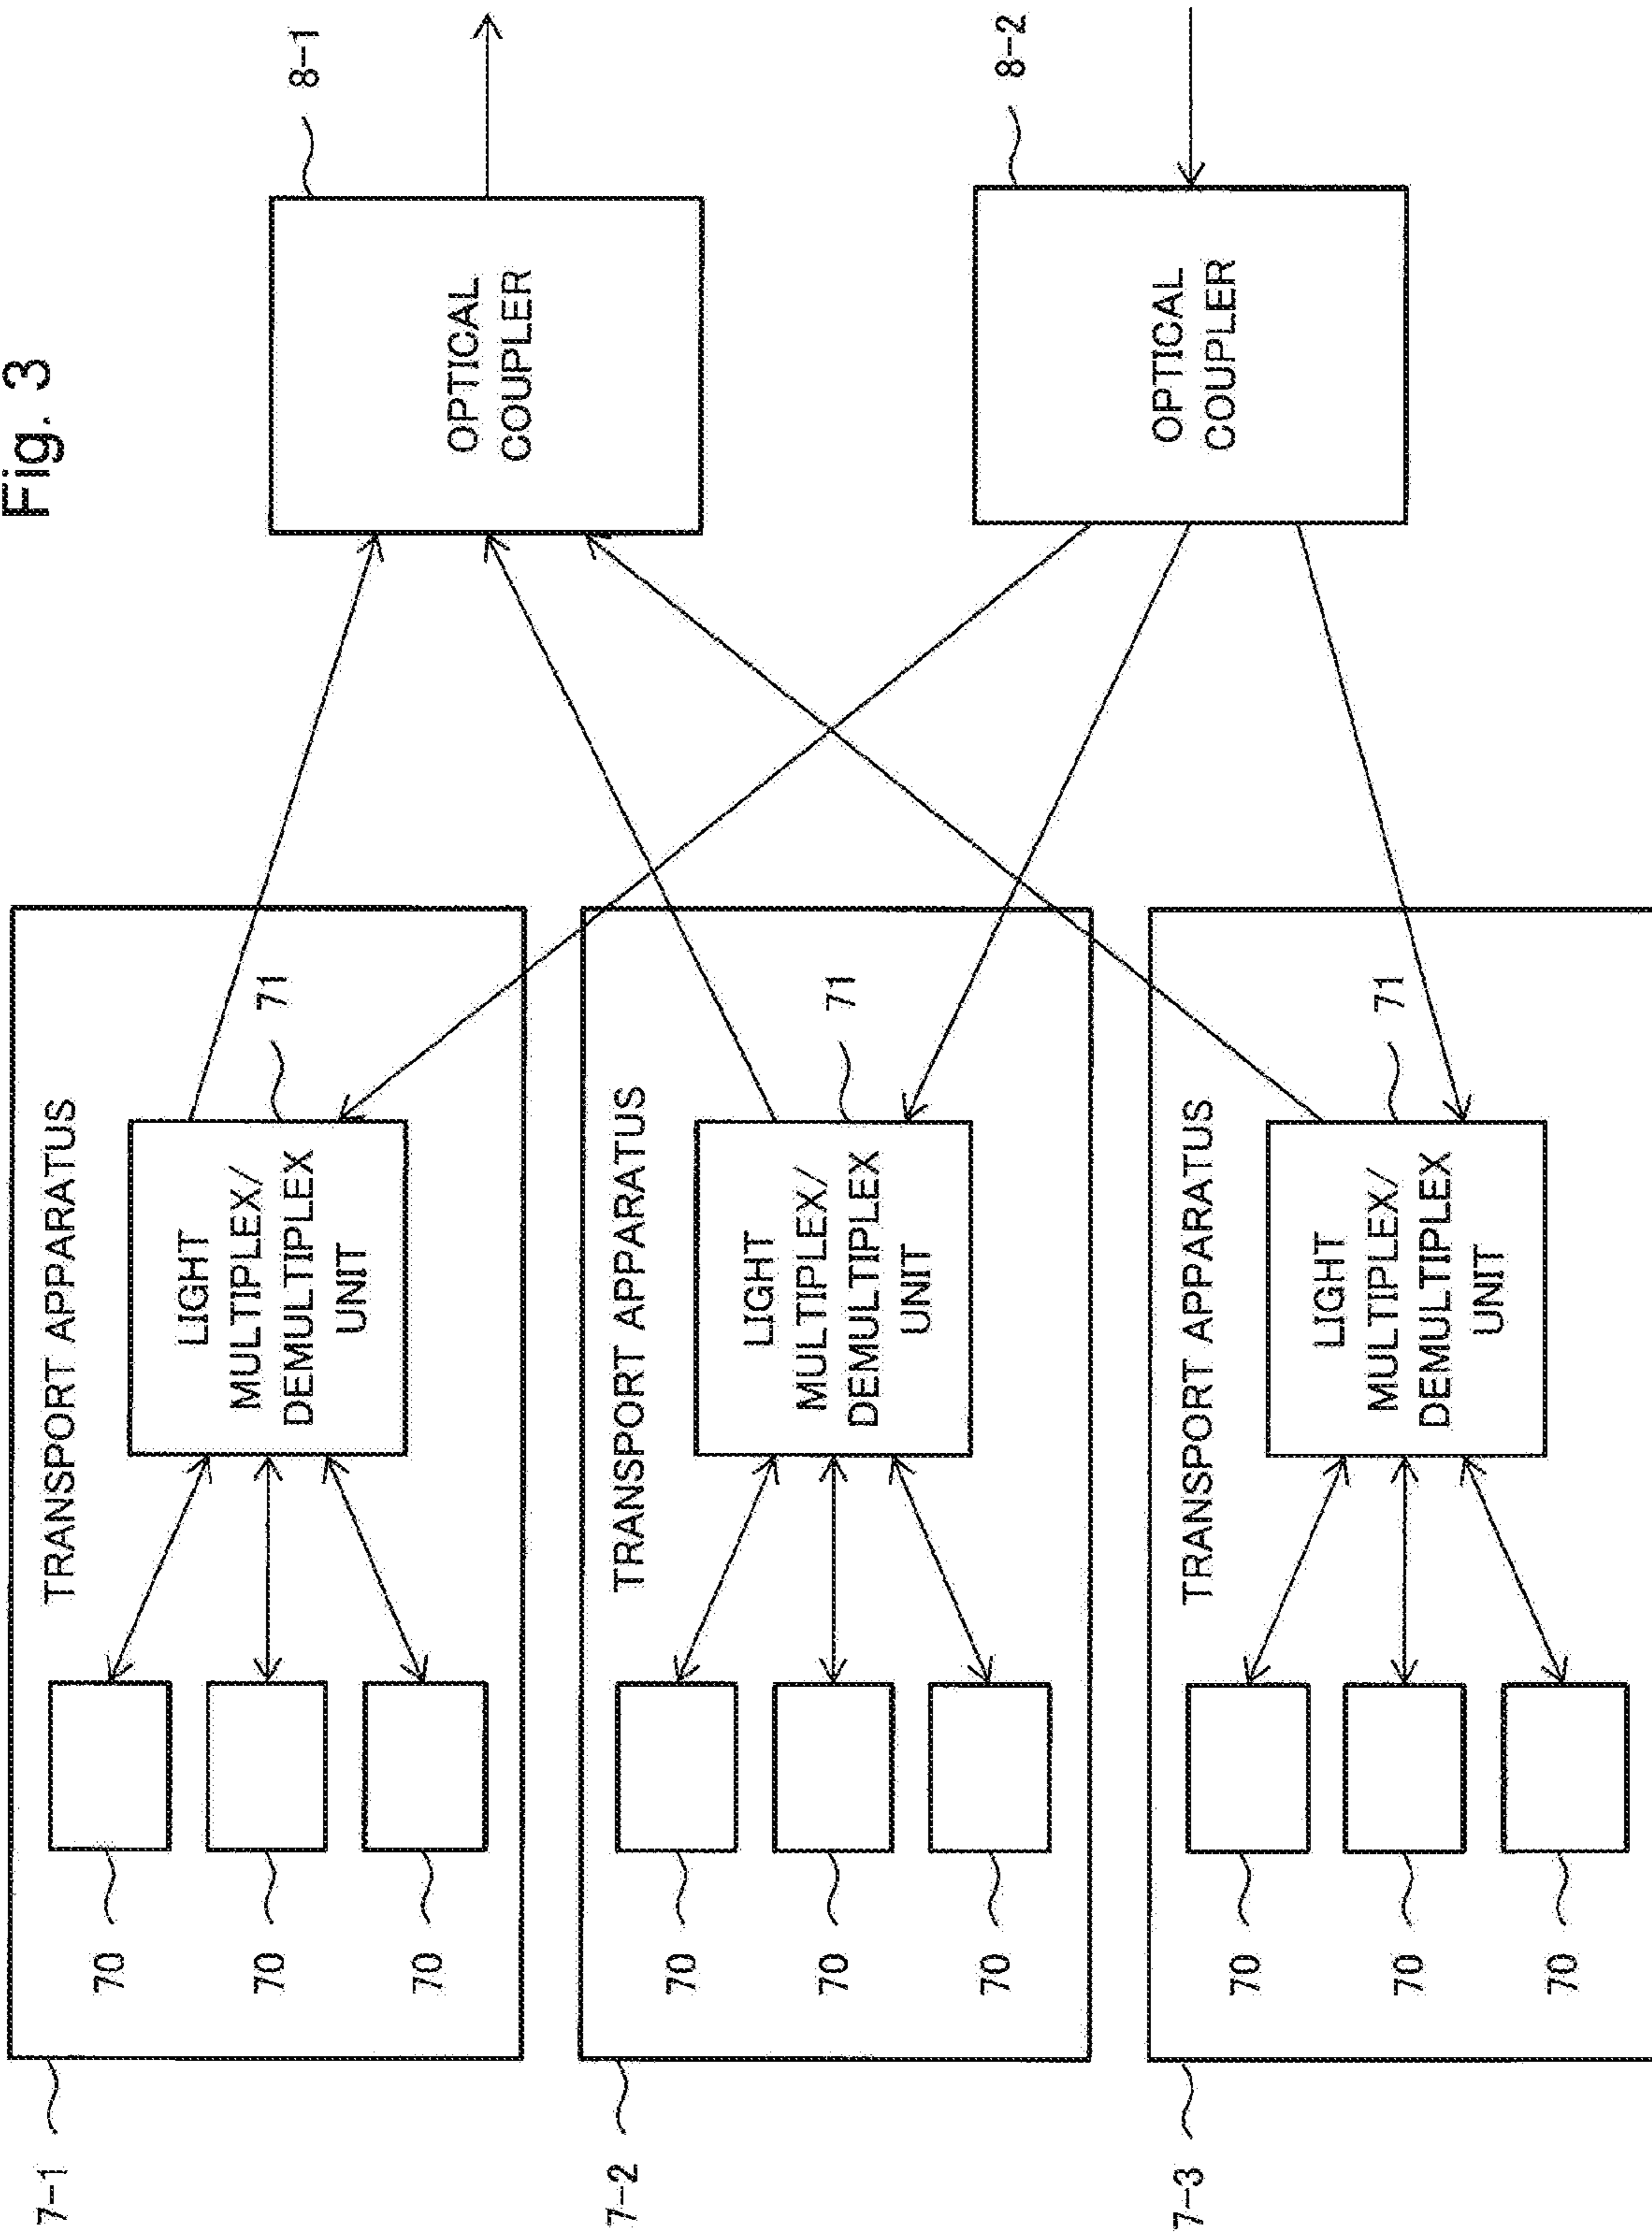 Fig. 3
7-1
TRANSPORT APPARATUS
70
70
70
LIGHT
MULTIPLEX/
DEMULTIPLEX
UNIT
71
7-2
TRANSPORT APPARATUS
70
70
70
LIGHT
MULTIPLEX/
DEMULTIPLEX
UNIT
71
7-3
TRANSPORT APPARATUS
70
70
70
LIGHT
MULTIPLEX/
DEMULTIPLEX
UNIT
71
8-1
OPTICAL
COUPLER
8-2
OPTICAL
COUPLER